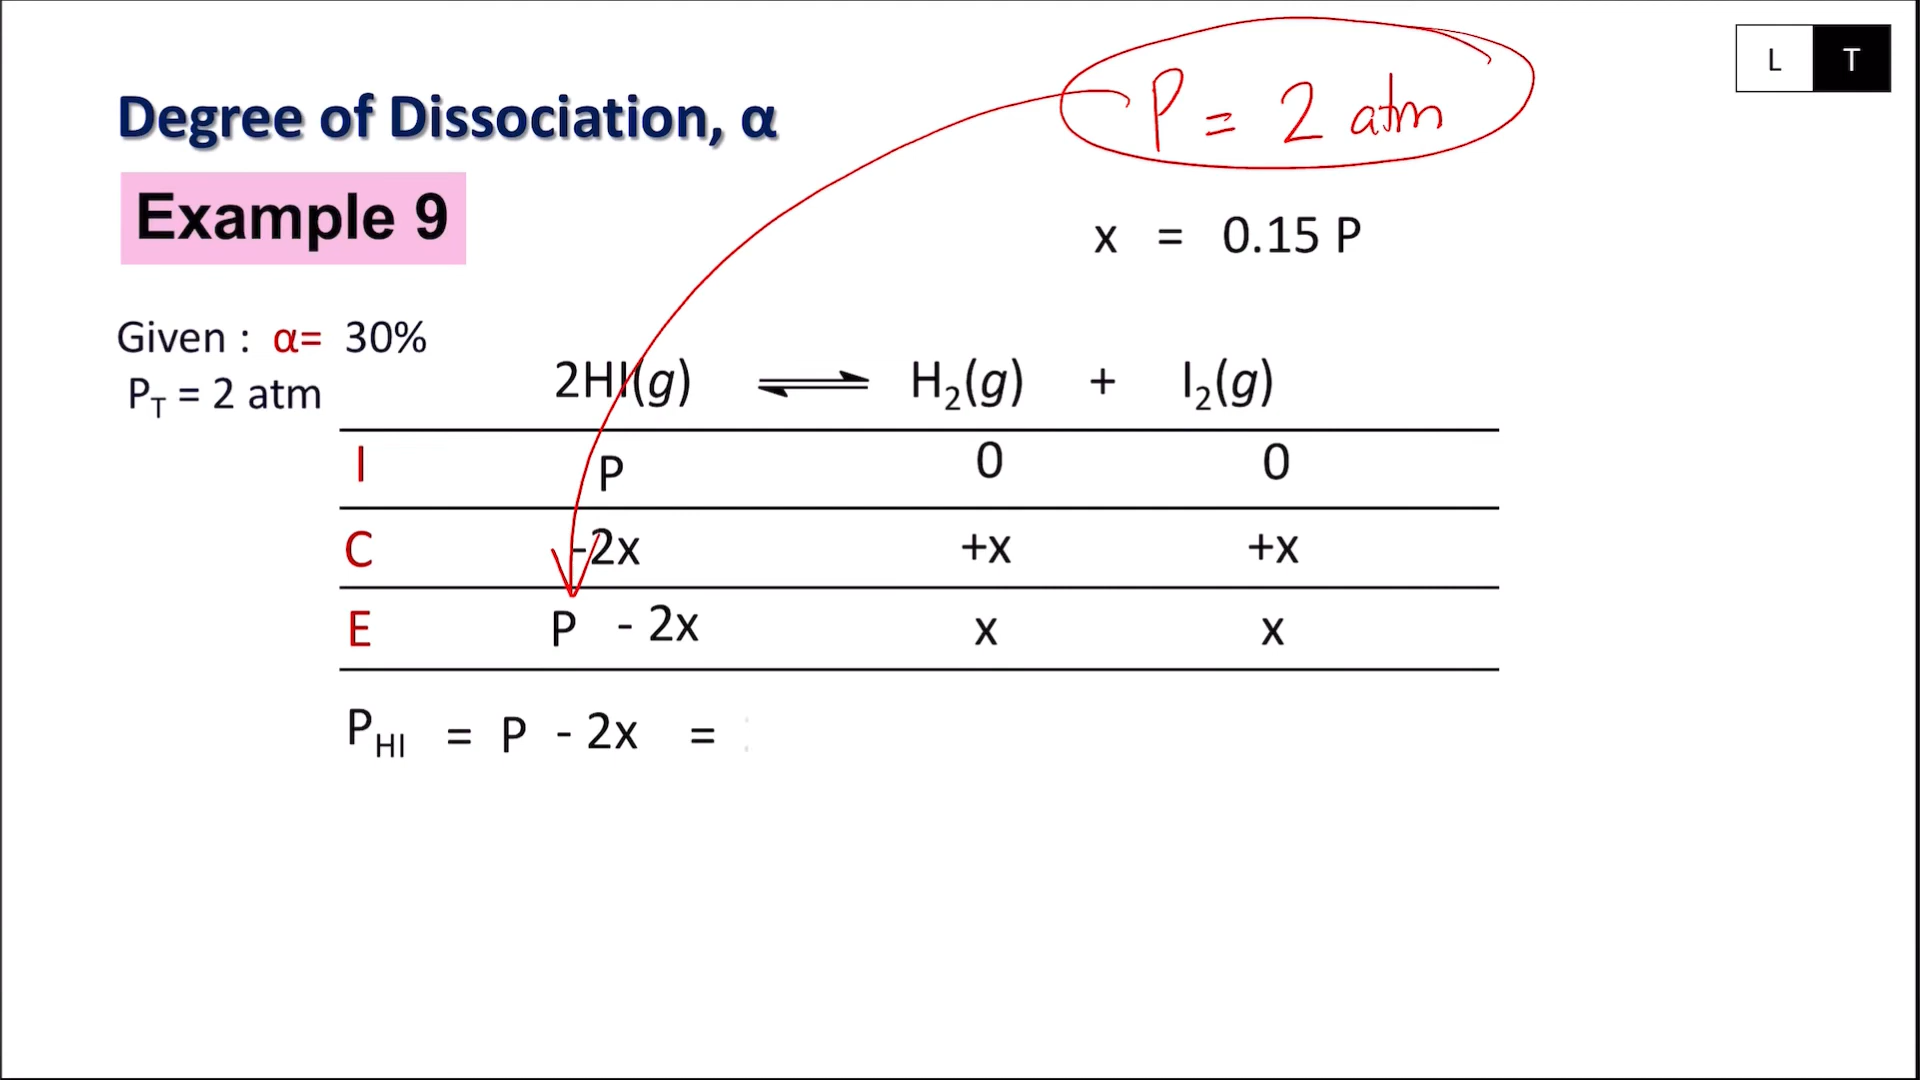 L T
P = 2 atm
Degree of Dissociation, α
Example 9
x = 0.15 P
Given : α= 30%
P_T = 2 atm
2HI(g) ⇌ H₂(g) + I₂(g)
I P 0 0
C -2x +x +x
E P - 2x x x
P_HI = P - 2x =